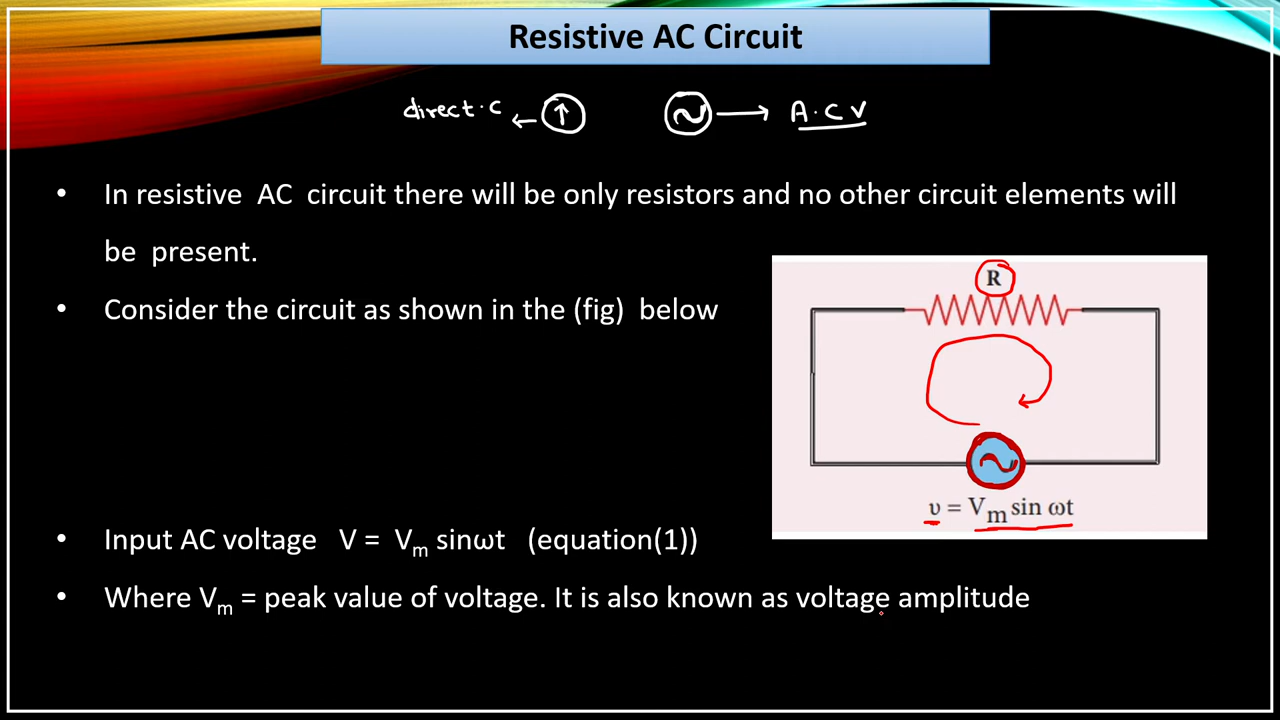 Resistive AC Circuit
direct.c
A.C V
• In resistive AC circuit there will be only resistors and no other circuit elements will
be present.
• Consider the circuit as shown in the (fig) below
R
υ = Vm sin ωt
• Input AC voltage V = Vm sinωt (equation(1))
• Where Vm = peak value of voltage. It is also known as voltage amplitude